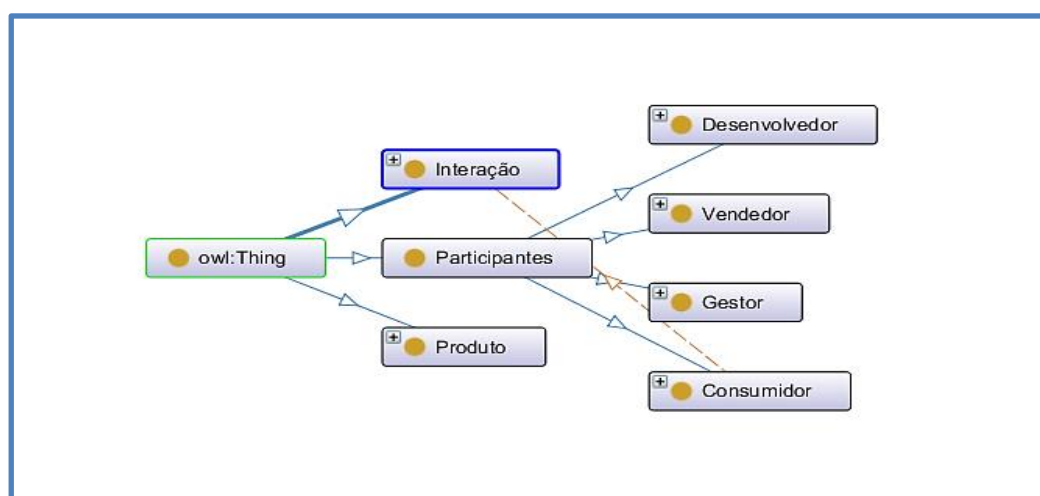 Desenvolvedor
Interação
Vendedor
owl:Thing
Participantes
Gestor
Produto
Consumidor